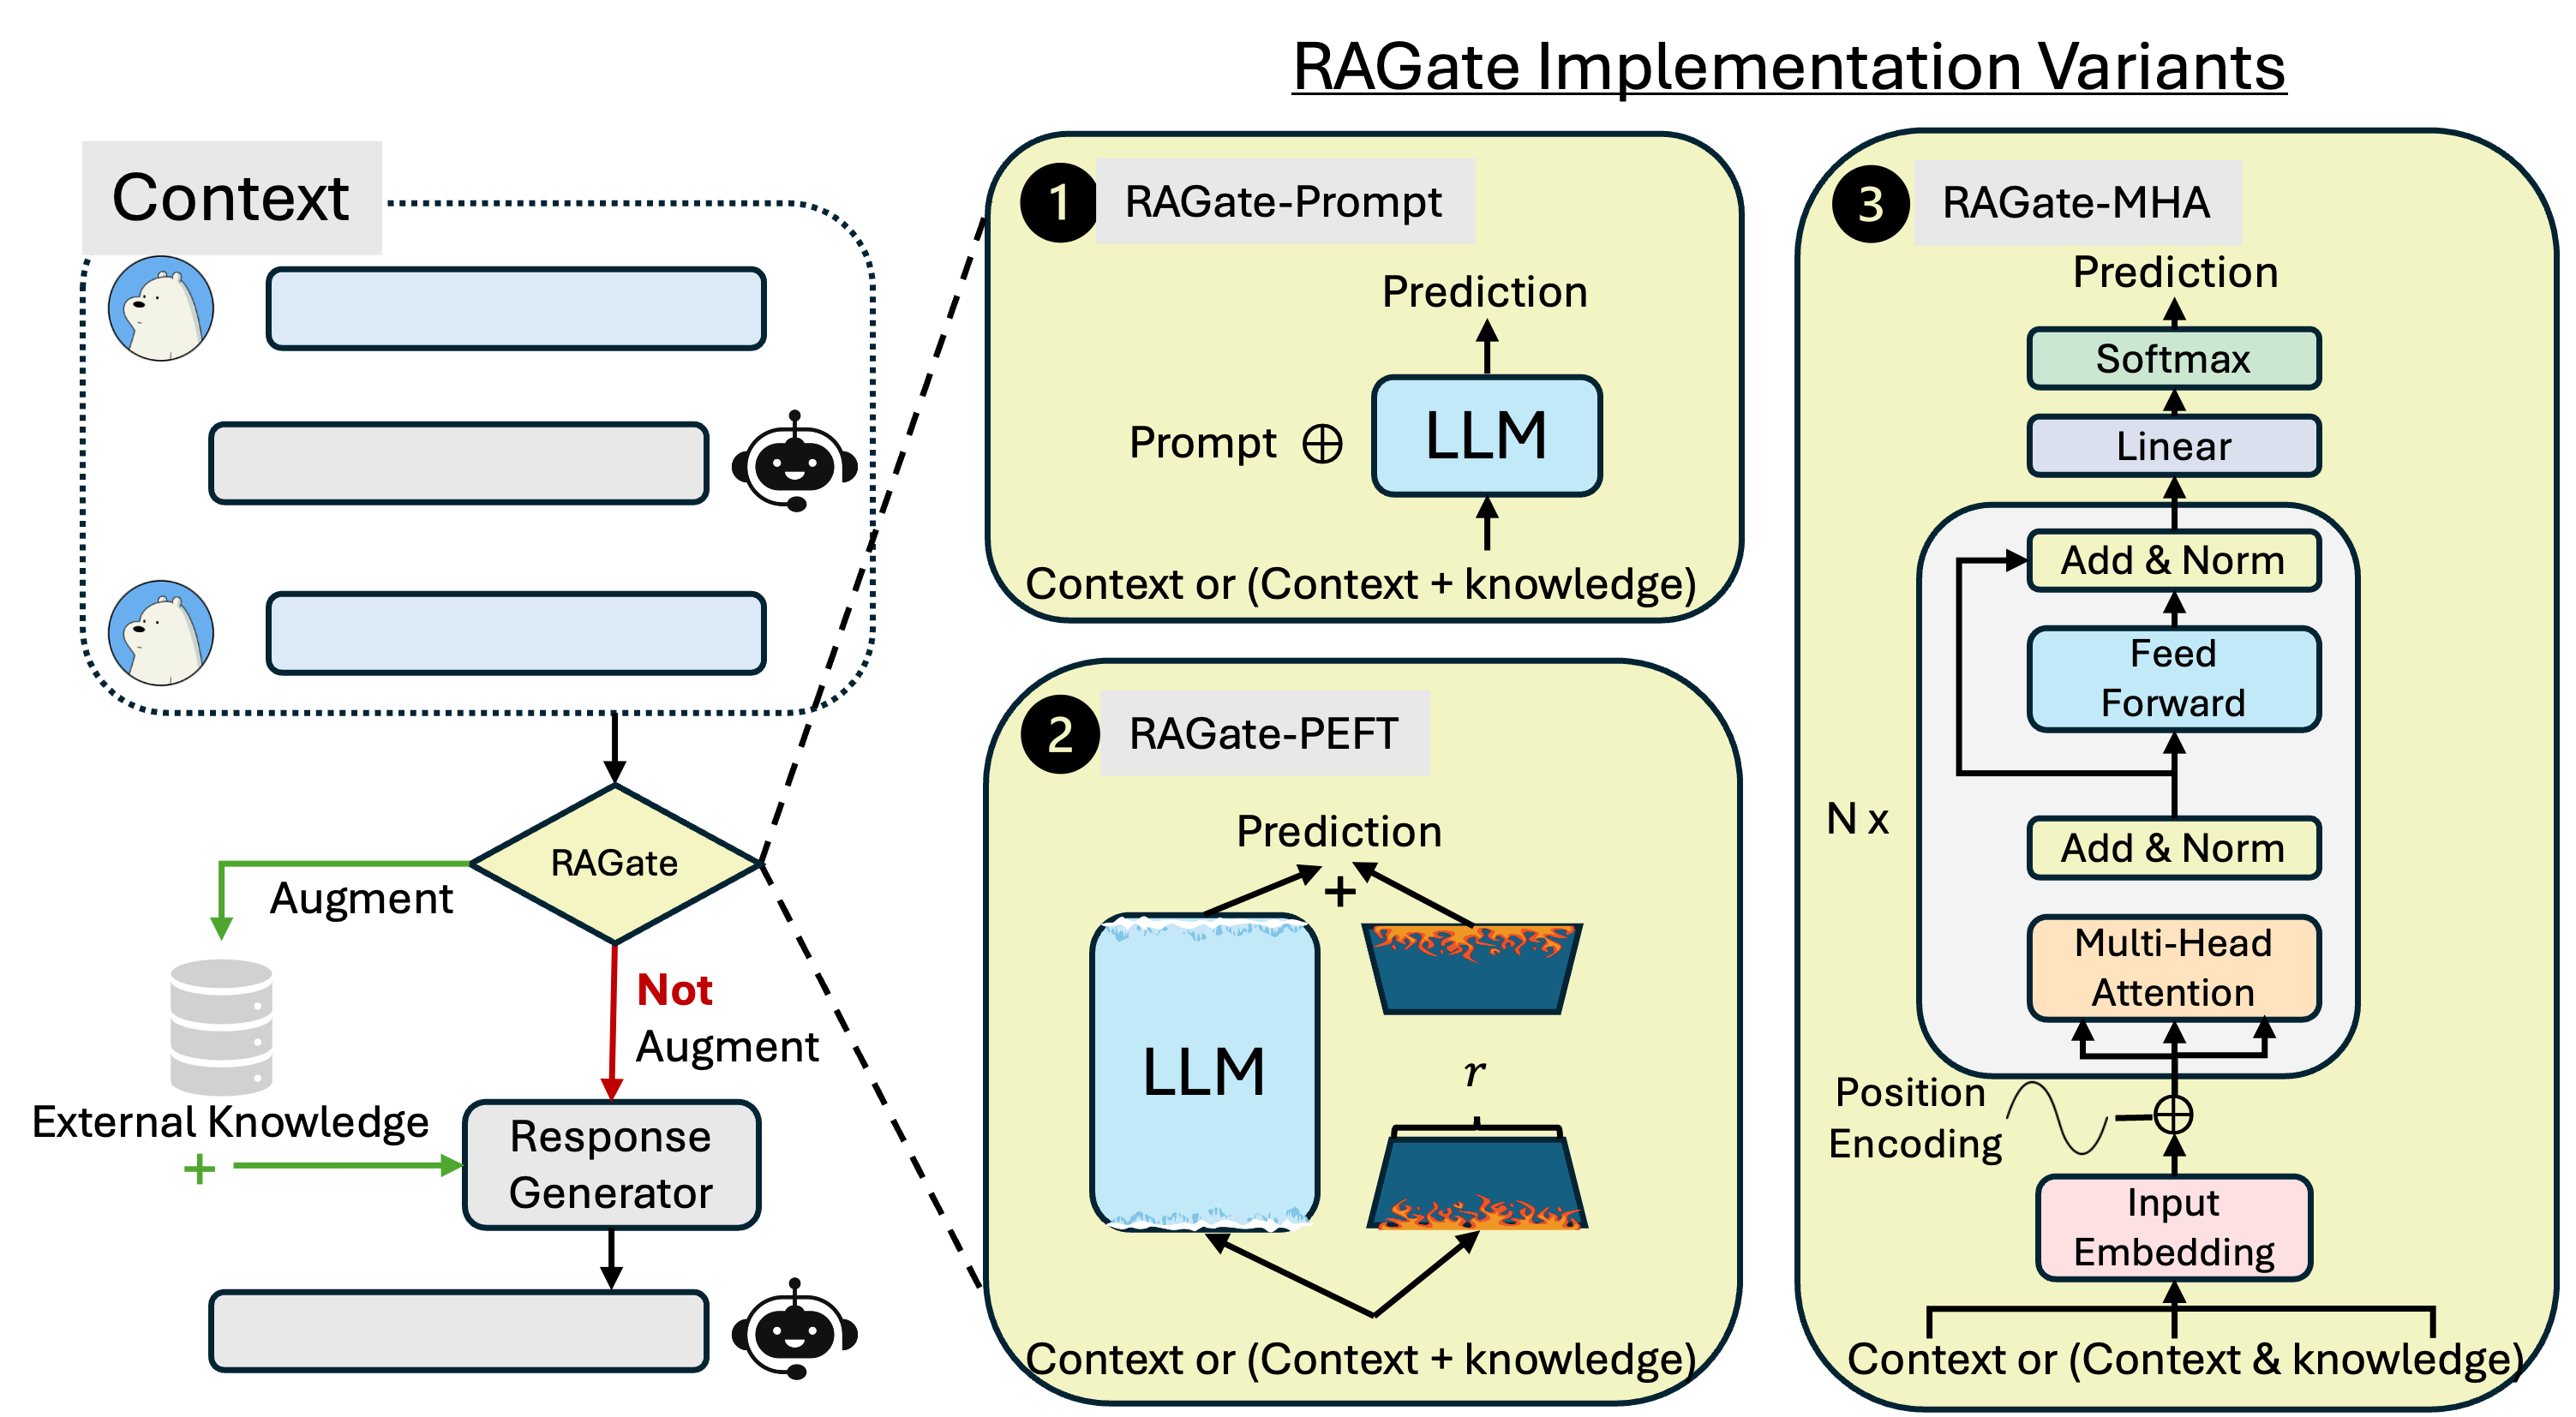 RAGate Implementation Variants
Context
RAGate
Augment
Not
Augment
External Knowledge
+
Response
Generator
1 RAGate-Prompt
Prediction
Prompt ⊕ LLM
Context or (Context + knowledge)
2 RAGate-PEFT
Prediction
+
LLM
r
Context or (Context + knowledge)
3 RAGate-MHA
Prediction
Softmax
Linear
Add & Norm
Feed
Forward
N x
Add & Norm
Multi-Head
Attention
Position
Encoding
Input
Embedding
Context or (Context & knowledge)